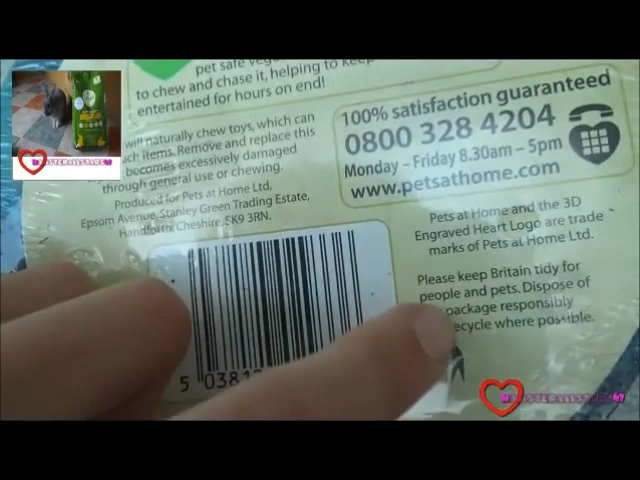 pet safe
to chew and chase it, helping to keep
entertained for hours on end!
will naturally chew toys, which can
items. Remove and replace this
becomes excessively damaged
through general use or chewing.
Produced for Pets at Home Ltd,
Epsom Avenue, Stanley Green Trading Estate,
Handforth, Cheshire. SK9 3RN.
5 0381
100% satisfaction guaranteed
0800 328 4204
Monday – Friday 8.30am – 5pm
www.petsathome.com
Pets at Home and the 3D
Engraved Heart Logo are trade
marks of Pets at Home Ltd.
Please keep Britain tidy for
people and pets. Dispose of
package responsibly
recycle where possible.